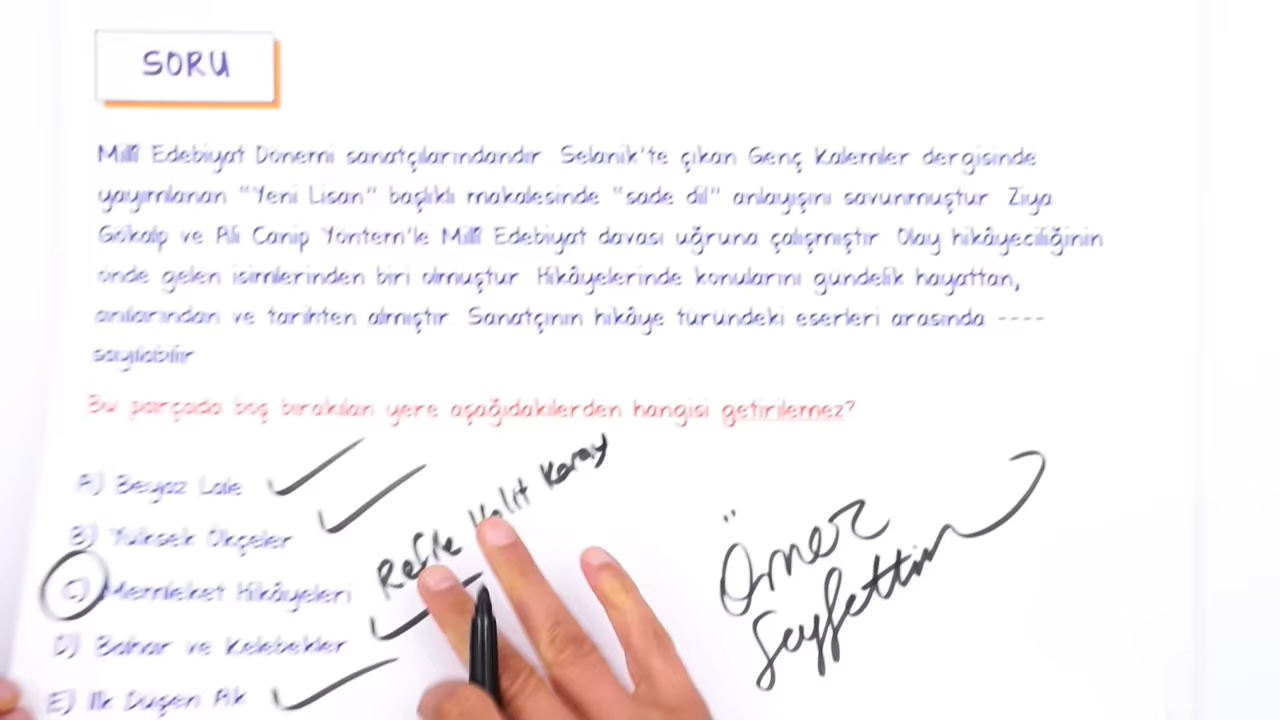 SORU
Millî Edebiyat Dönemi sanatçılarındandır. Selanik'te çıkan Genç Kalemler dergisinde
yayımlanan "Yeni Lisan" başlıklı makalesinde "sade dil" anlayışını savunmuştur. Ziya
Gökalp ve Ali Canip Yöntem'le Millî Edebiyat davası uğruna çalışmıştır. Olay hikâyeciliğinin
önde gelen isimlerinden biri olmuştur. Hikâyelerinde konularını gündelik hayattan,
anılarından ve tarihten almıştır. Sanatçının hikâye türündeki eserleri arasında ----
sayılabilir.
Bu parçada boş bırakılan yere aşağıdakilerden hangisi getirilemez?
A) Beyaz Lale
B) Yüksek Ökçeler
C) Memleket Hikâyeleri
Refik Halit Karay
D) Bahar ve Kelebekler
E) İlk Düşen Ak
Ömer
Seyfettin